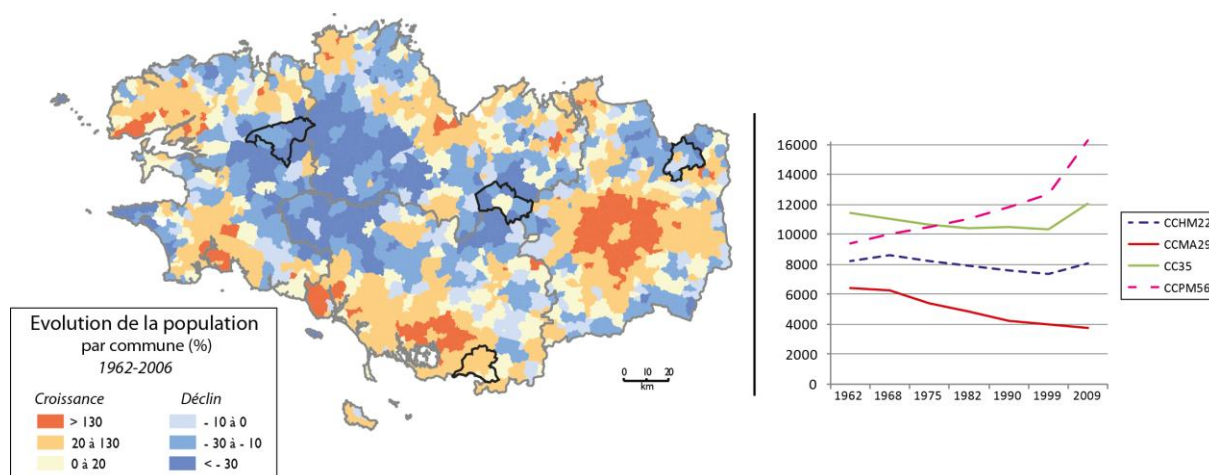 Evolution de la population
par commune (%)
1962-2006
Croissance
> 130
20 à 130
0 à 20
Déclin
- 10 à 0
- 30 à - 10
< - 30
0 10 20
km
16000
14000
12000
10000
8000
6000
4000
2000
0
1962 1968 1975 1982 1990 1999 2009
CCHM22
CCMA29
CC35
CCPM56